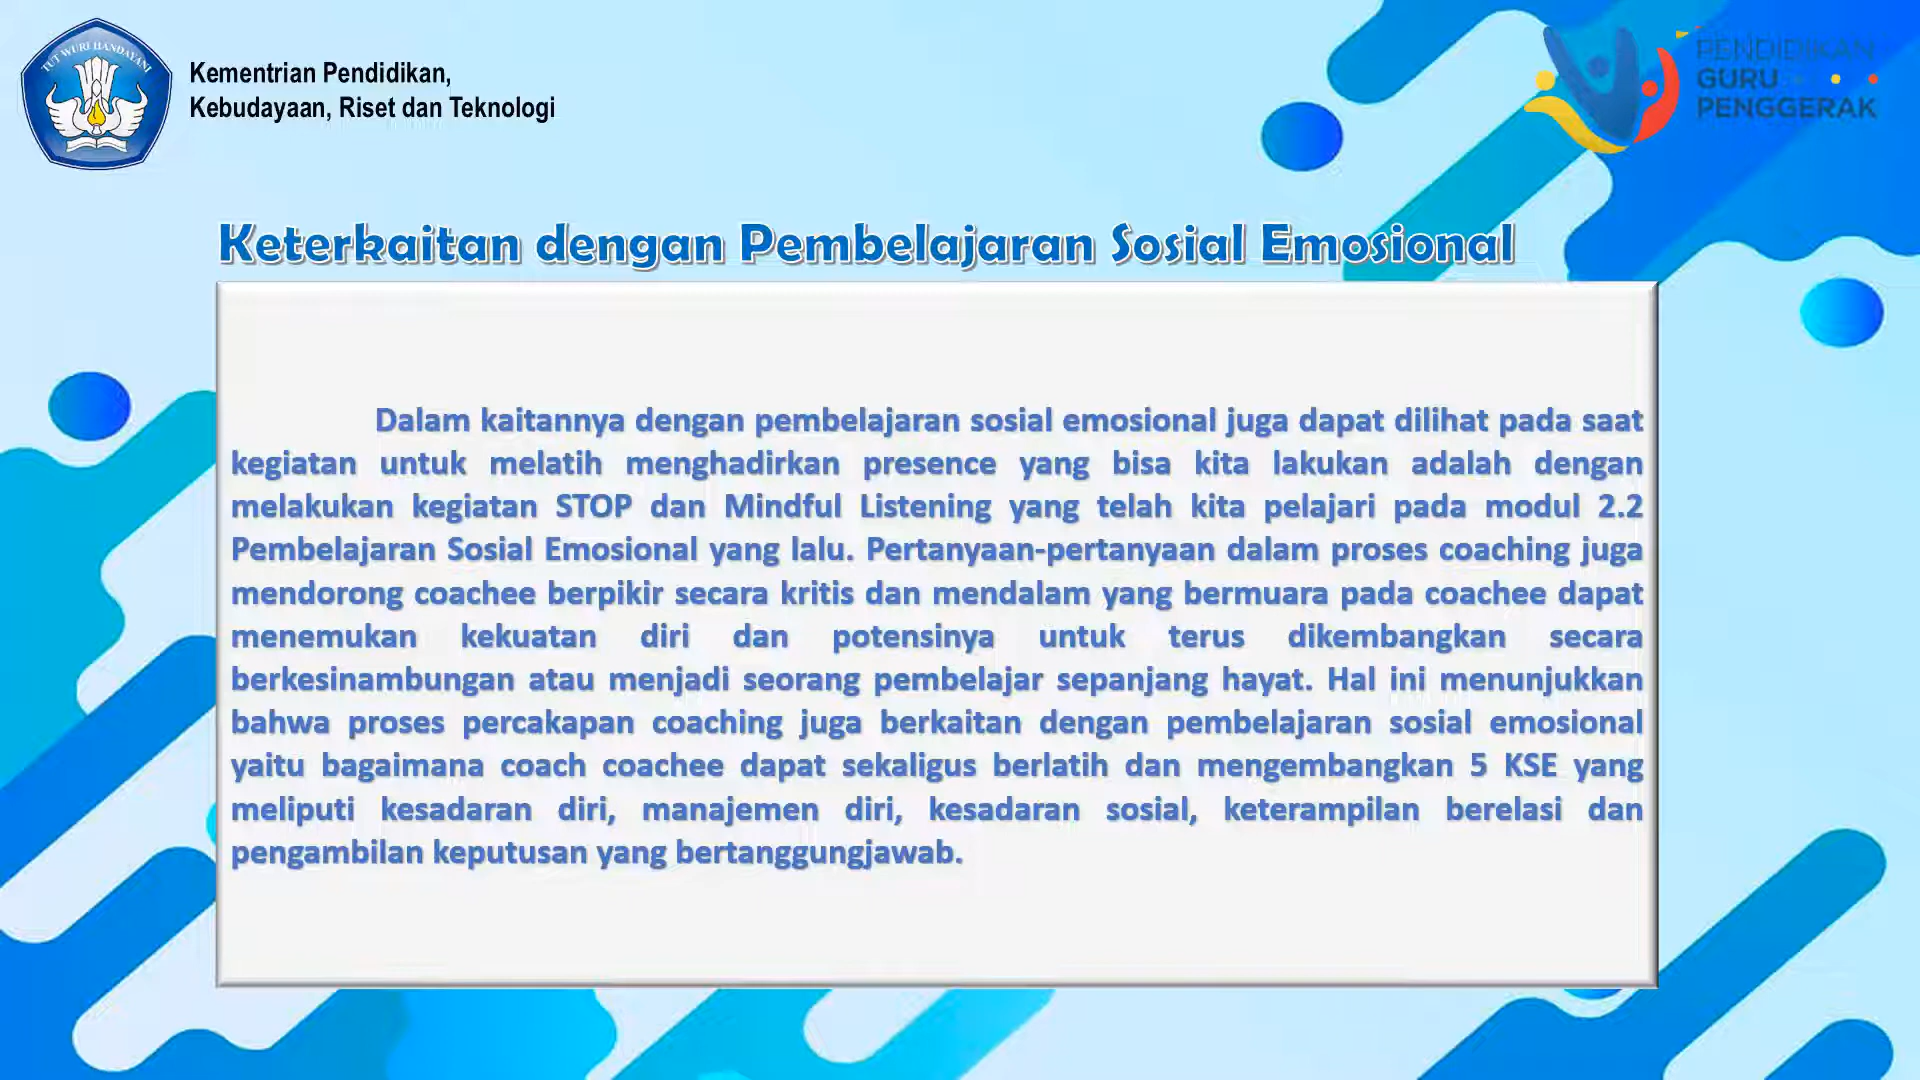 TUT WURI HANDAYANI
Kementrian Pendidikan,
Kebudayaan, Riset dan Teknologi
PENDIDIKAN
GURU
PENGGERAK
Keterkaitan dengan Pembelajaran Sosial Emosional
Dalam kaitannya dengan pembelajaran sosial emosional juga dapat dilihat pada saat
kegiatan untuk melatih menghadirkan presence yang bisa kita lakukan adalah dengan
melakukan kegiatan STOP dan Mindful Listening yang telah kita pelajari pada modul 2.2
Pembelajaran Sosial Emosional yang lalu. Pertanyaan-pertanyaan dalam proses coaching juga
mendorong coachee berpikir secara kritis dan mendalam yang bermuara pada coachee dapat
menemukan kekuatan diri dan potensinya untuk terus dikembangkan secara
berkesinambungan atau menjadi seorang pembelajar sepanjang hayat. Hal ini menunjukkan
bahwa proses percakapan coaching juga berkaitan dengan pembelajaran sosial emosional
yaitu bagaimana coach coachee dapat sekaligus berlatih dan mengembangkan 5 KSE yang
meliputi kesadaran diri, manajemen diri, kesadaran sosial, keterampilan berelasi dan
pengambilan keputusan yang bertanggungjawab.